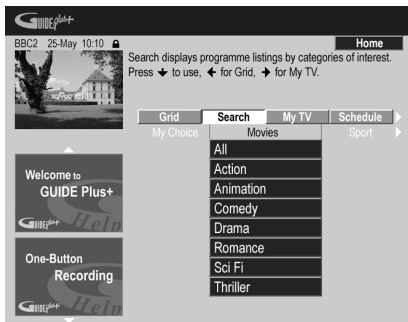 GUIDE Plus+
BBC2 25-May 10:10
Home
Search displays programme listings by categories of interest.
Press ↓ to use, ← for Grid, → for My TV.
Grid Search My TV Schedule
My Choice Movies Sport
All
Action
Animation
Comedy
Drama
Romance
Sci Fi
Thriller
Welcome to
GUIDE Plus+
GUIDE Plus+ Help
One-Button
Recording
GUIDE Plus+ Help